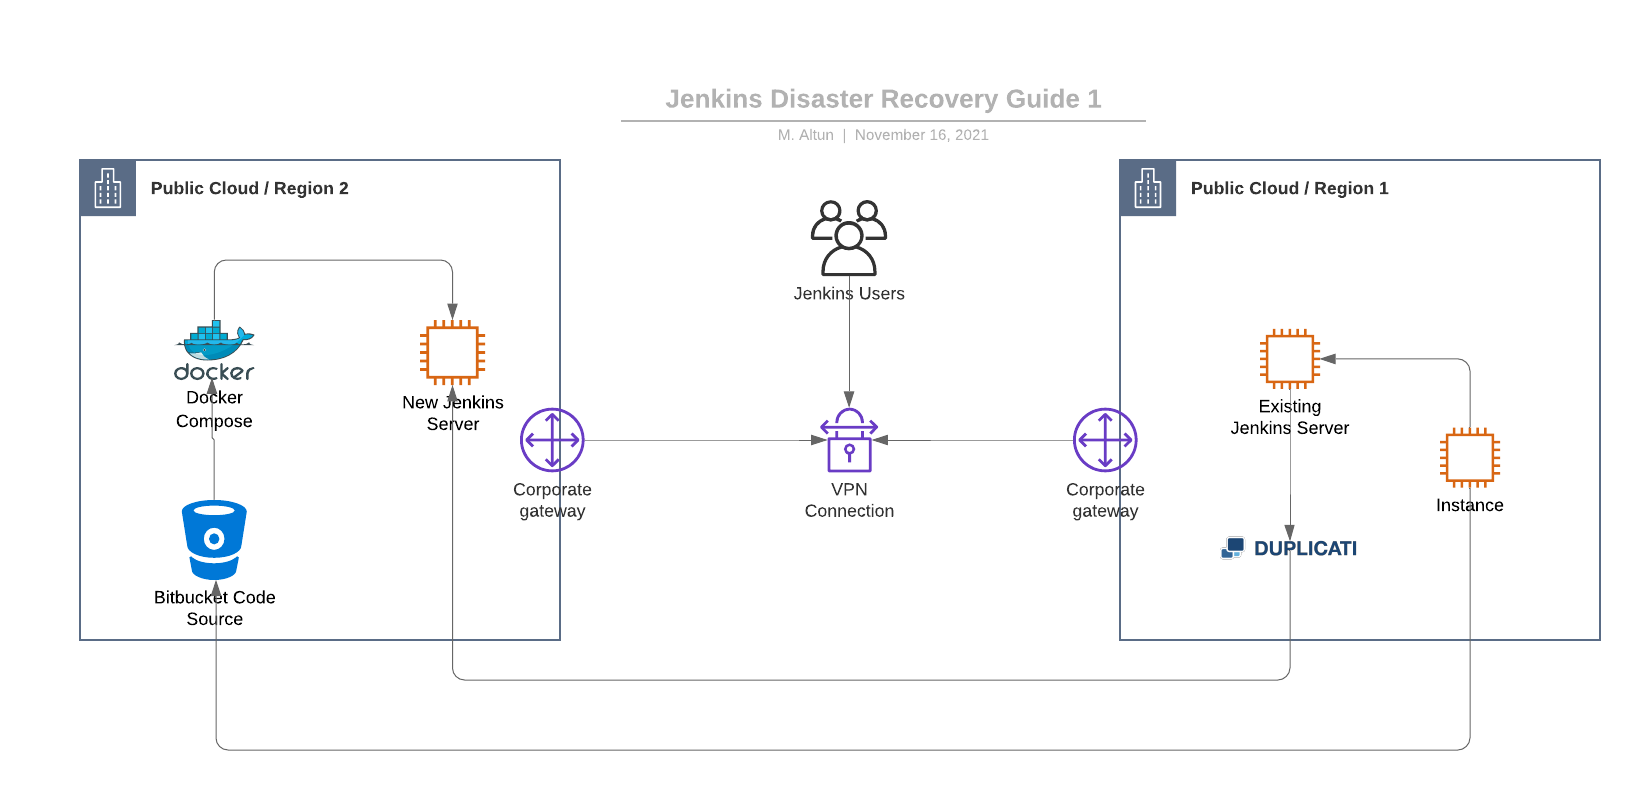 Jenkins Disaster Recovery Guide 1
M. Altun | November 16, 2021
Public Cloud / Region 2
docker
Docker
Compose
New Jenkins
Server
Bitbucket Code
Source
Corporate
gateway
Jenkins Users
VPN
Connection
Corporate
gateway
Public Cloud / Region 1
Existing
Jenkins Server
Instance
DUPLICATI